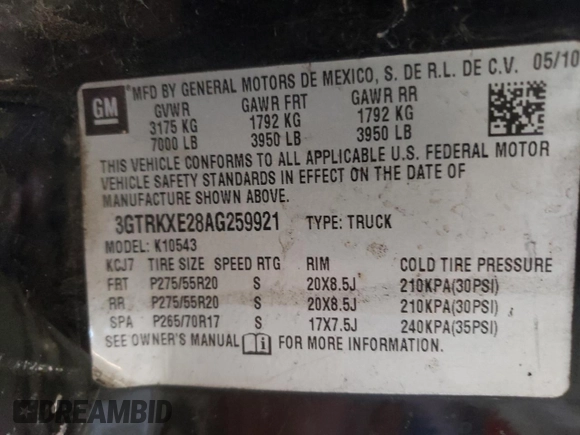 GM
*MFD BY GENERAL MOTORS DE MEXICO, S. DE R.L. DE C.V. 05/10
GVWR GAWR FRT GAWR RR
3175 KG 1792 KG 1792 KG
7000 LB 3950 LB 3950 LB
THIS VEHICLE CONFORMS TO ALL APPLICABLE U.S. FEDERAL MOTOR
VEHICLE SAFETY STANDARDS IN EFFECT ON THE DATE OF
MANUFACTURE SHOWN ABOVE.
3GTRKXE28AG259921 TYPE: TRUCK
MODEL: K10543
KCJ7 TIRE SIZE SPEED RTG RIM COLD TIRE PRESSURE
FRT P275/55R20 S 20X8.5J 210KPA(30PSI)
RR P275/55R20 S 20X8.5J 210KPA(30PSI)
SPA P265/70R17 S 17X7.5J 240KPA(35PSI)
SEE OWNER'S MANUAL FOR MORE INFORMATION.
DREAMBID